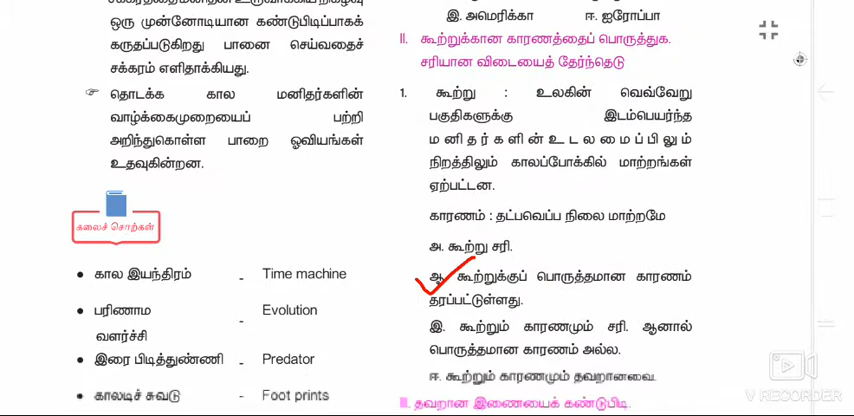 ஒரு முன்னோடியான கண்டுபிடிப்பாகக்
கருதப்படுகிறது பானை செய்வதைச்
சக்கரம் எளிதாக்கியது.
தொடக்க கால மனிதர்களின்
வாழ்க்கைமுறையைப் பற்றி
அறிந்துகொள்ள பாறை ஓவியங்கள்
உதவுகின்றன.
கலைச் சொற்கள்
● கால இயந்திரம் - Time machine
● பரிணாம வளர்ச்சி - Evolution
● இரை பிடித்துண்ணி - Predator
● காலடிச் சுவடு - Foot prints
இ. அமெரிக்கா ஈ. ஐரோப்பா
II. கூற்றுக்கான காரணத்தைப் பொருத்துக.
சரியான விடையைத் தேர்ந்தெடு
1. கூற்று : உலகின் வெவ்வேறு
பகுதிகளுக்கு இடம்பெயர்ந்த
மனிதர்களின் உடலமைப்பிலும்
நிறத்திலும் காலப்போக்கில் மாற்றங்கள்
ஏற்பட்டன.
காரணம் : தட்பவெப்ப நிலை மாற்றமே
அ. கூற்று சரி.
ஆ கூற்றுக்குப் பொருத்தமான காரணம்
தரப்பட்டுள்ளது.
இ. கூற்றும் காரணமும் சரி. ஆனால்
பொருத்தமான காரணம் அல்ல.
ஈ. கூற்றும் காரணமும் தவறானவை.
III. தவறான இணையைக் கண்டுபிடி.
V RECORDER